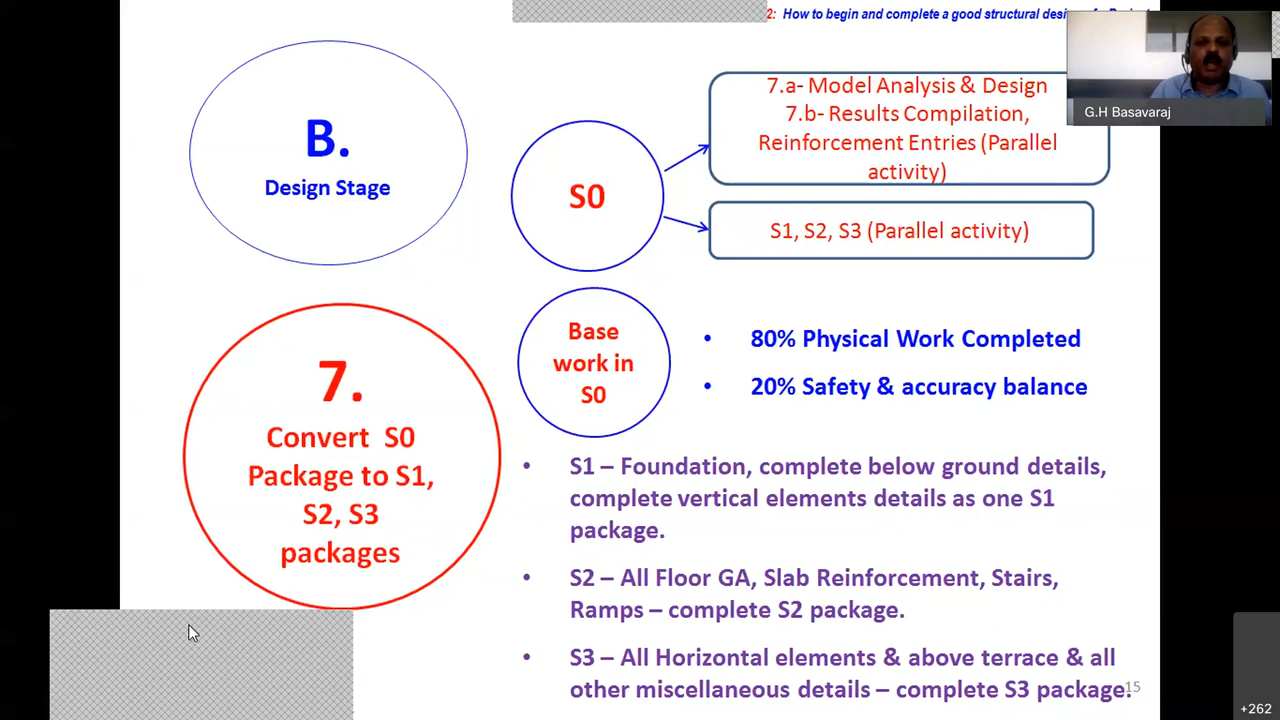 2: How to begin and complete a good structural design of a Project
G.H Basavaraj
B.
Design Stage
S0
7.a- Model Analysis & Design
7.b- Results Compilation,
Reinforcement Entries (Parallel
activity)
S1, S2, S3 (Parallel activity)
7.
Convert S0
Package to S1,
S2, S3
packages
Base
work in
S0
• 80% Physical Work Completed
• 20% Safety & accuracy balance
• S1 – Foundation, complete below ground details,
complete vertical elements details as one S1
package.
• S2 – All Floor GA, Slab Reinforcement, Stairs,
Ramps – complete S2 package.
• S3 – All Horizontal elements & above terrace & all
other miscellaneous details – complete S3 package.
15
+262